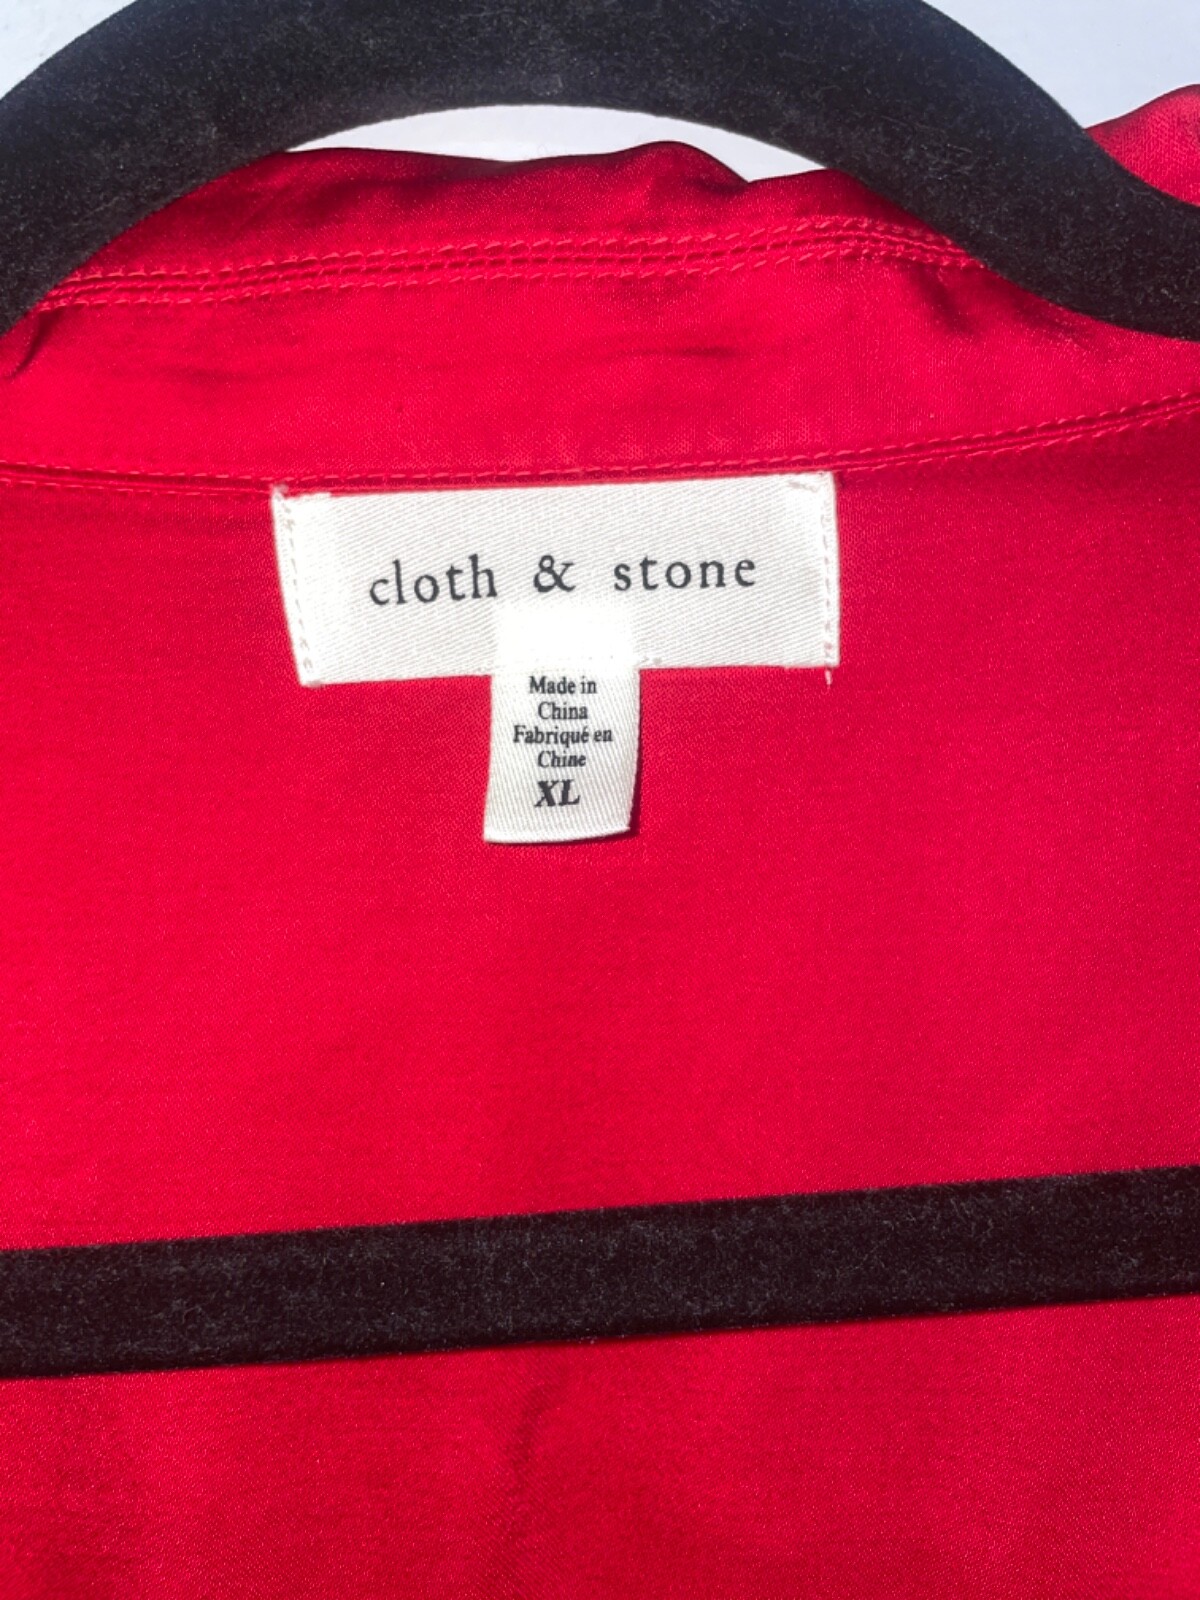 cloth & stone
Made in
China
Fabriqué en
Chine
XL